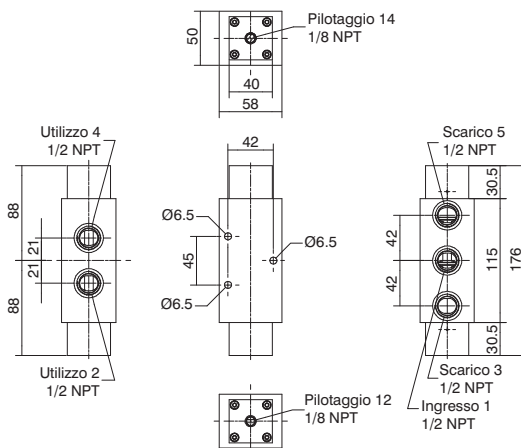 Pilotaggio 14
1/8 NPT
50
40
58
Utilizzo 4
1/2 NPT
88
21
21
88
Utilizzo 2
1/2 NPT
42
Ø6.5
45
Ø6.5
Ø6.5
Scarico 5
1/2 NPT
30.5
42
42
115
176
30.5
Scarico 3
1/2 NPT
Ingresso 1
1/2 NPT
Pilotaggio 12
1/8 NPT